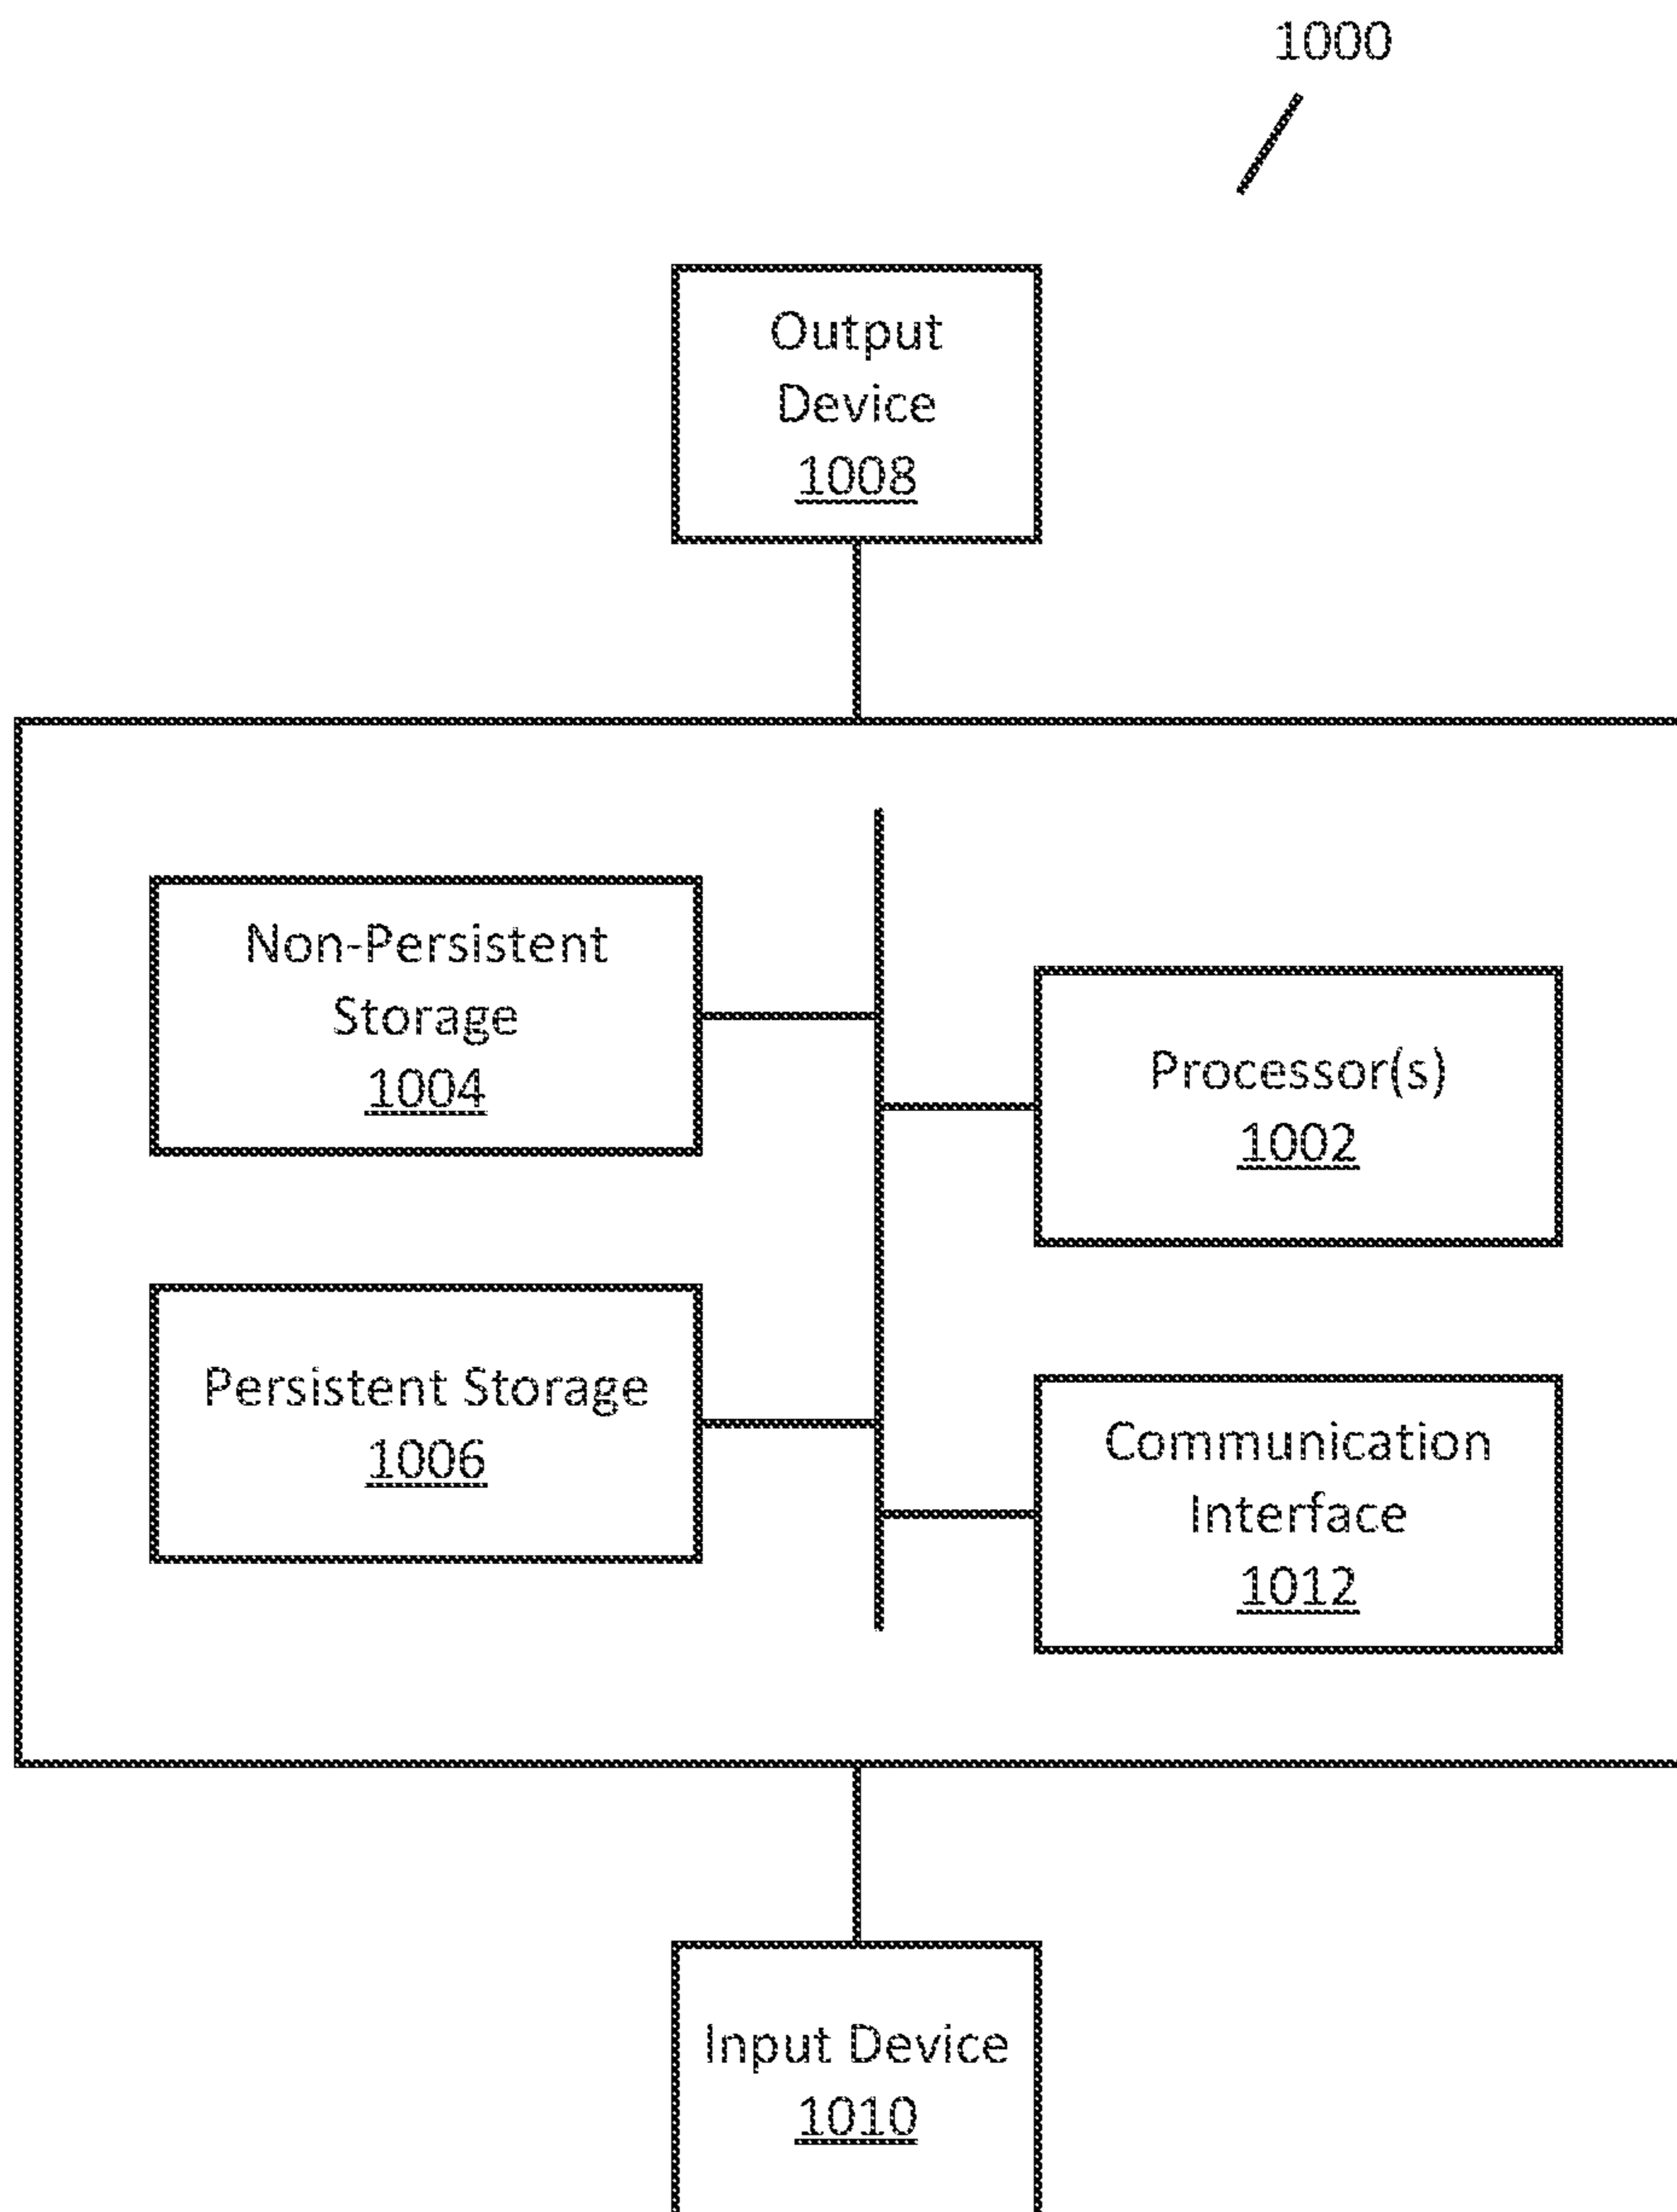 1000
Output
Device
1008
Non-Persistent
Storage
1004
Processor(s)
1002
Persistent Storage
1006
Communication
Interface
1012
Input Device
1010